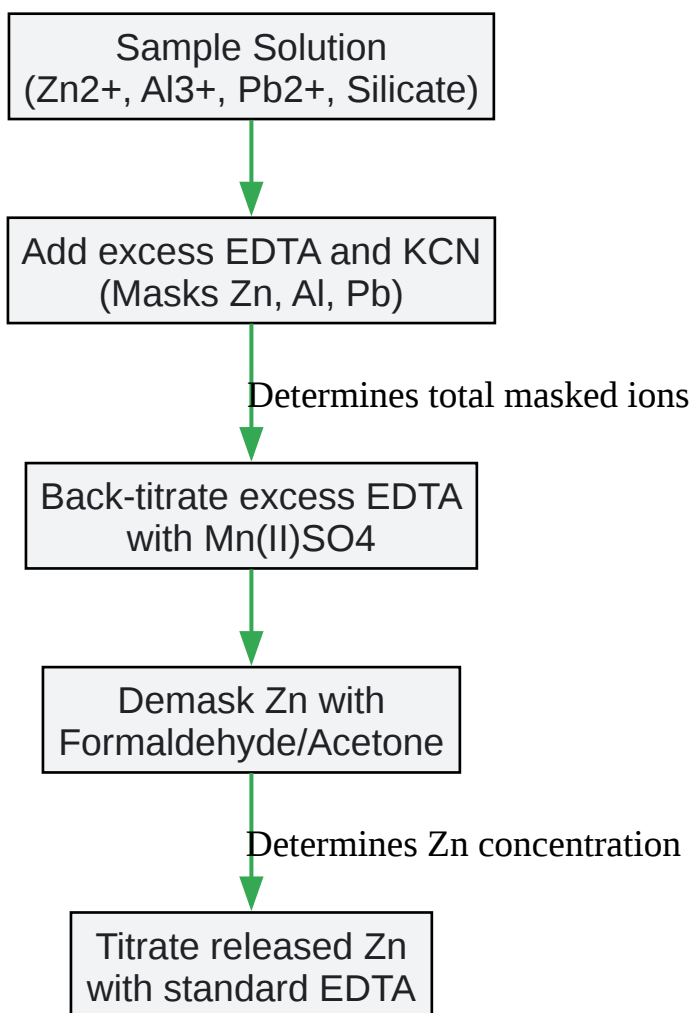 Sample Solution
(Zn2+, Al3+, Pb2+, Silicate)
Add excess EDTA and KCN
(Masks Zn, Al, Pb)
Determines total masked ions
Back-titrate excess EDTA
with Mn(II)SO4
Demask Zn with
Formaldehyde/Acetone
Determines Zn concentration
Titrate released Zn
with standard EDTA